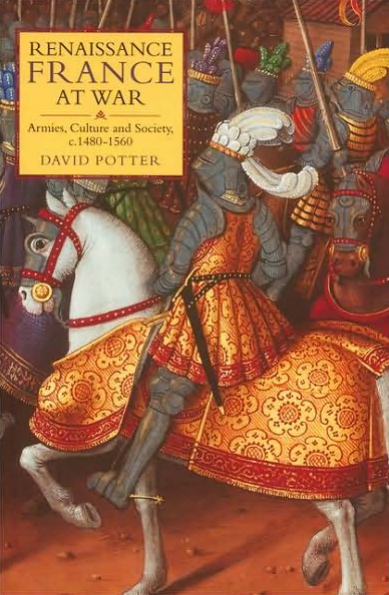 RENAISSANCE
FRANCE
AT WAR
Armies, Culture and Society,
c.1480–1560
DAVID POTTER